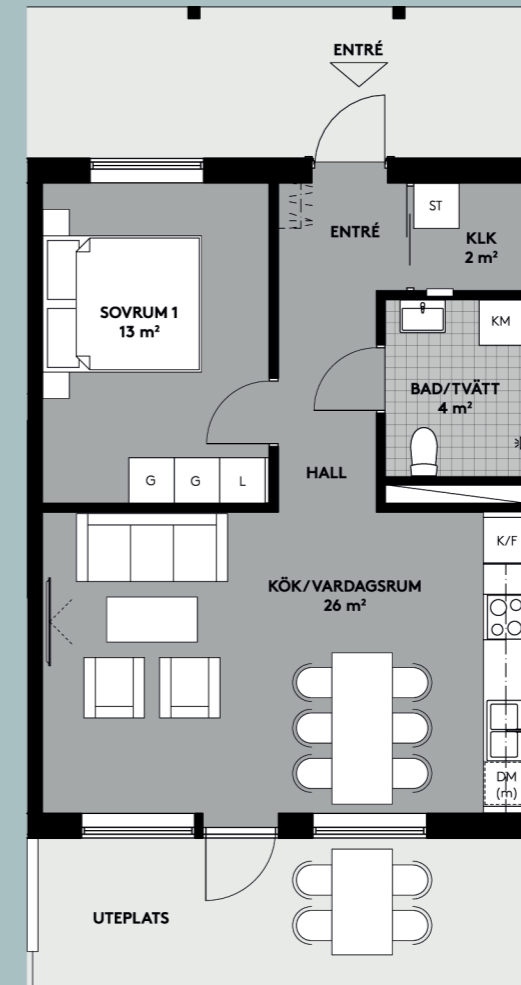 ENTRÉ
ST
ENTRÉ
KLK
2 m²
SOVRUM 1
13 m²
KM
BAD/TVÄTT
4 m²
HALL
G
G
L
K/F
KÖK/VARDAGSRUM
26 m²
DM
(m)
UTEPLATS